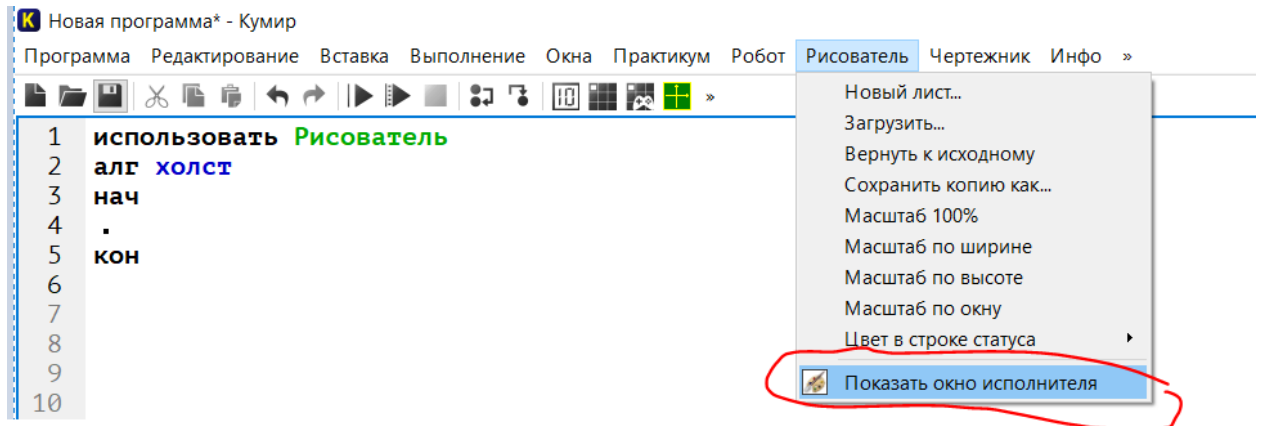 Новая программа* - Кумир
Программа Редактирование Вставка Выполнение Окна Практикум Робот Рисователь Чертежник Инфо »
»
Новый лист...
Загрузить...
Вернуть к исходному
Сохранить копию как...
Масштаб 100%
Масштаб по ширине
Масштаб по высоте
Масштаб по окну
Цвет в строке статуса
Показать окно исполнителя
1 использовать Рисователь
2 алг холст
3 нач
4 .
5 кон
6
7
8
9
10